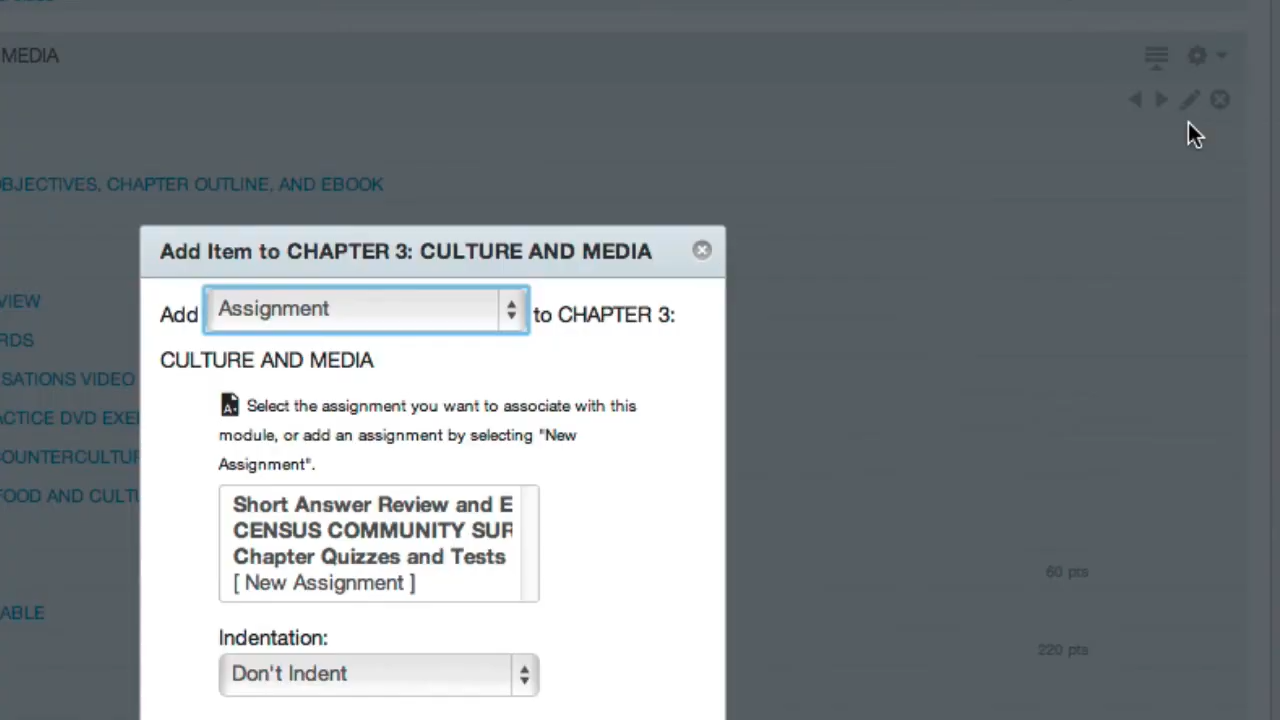 MEDIA
OBJECTIVES, CHAPTER OUTLINE, AND EBOOK
Add Item to CHAPTER 3: CULTURE AND MEDIA
Add Assignment to CHAPTER 3:
CULTURE AND MEDIA
Select the assignment you want to associate with this
module, or add an assignment by selecting "New
Assignment".
Short Answer Review and E
CENSUS COMMUNITY SUR
Chapter Quizzes and Tests
[ New Assignment ]
Indentation:
Don't Indent
VIEW
RDS
SATIONS VIDEO
ACTICE DVD EXE
COUNTERCULTUR
FOOD AND CULTU
60 pts
ABLE
220 pts